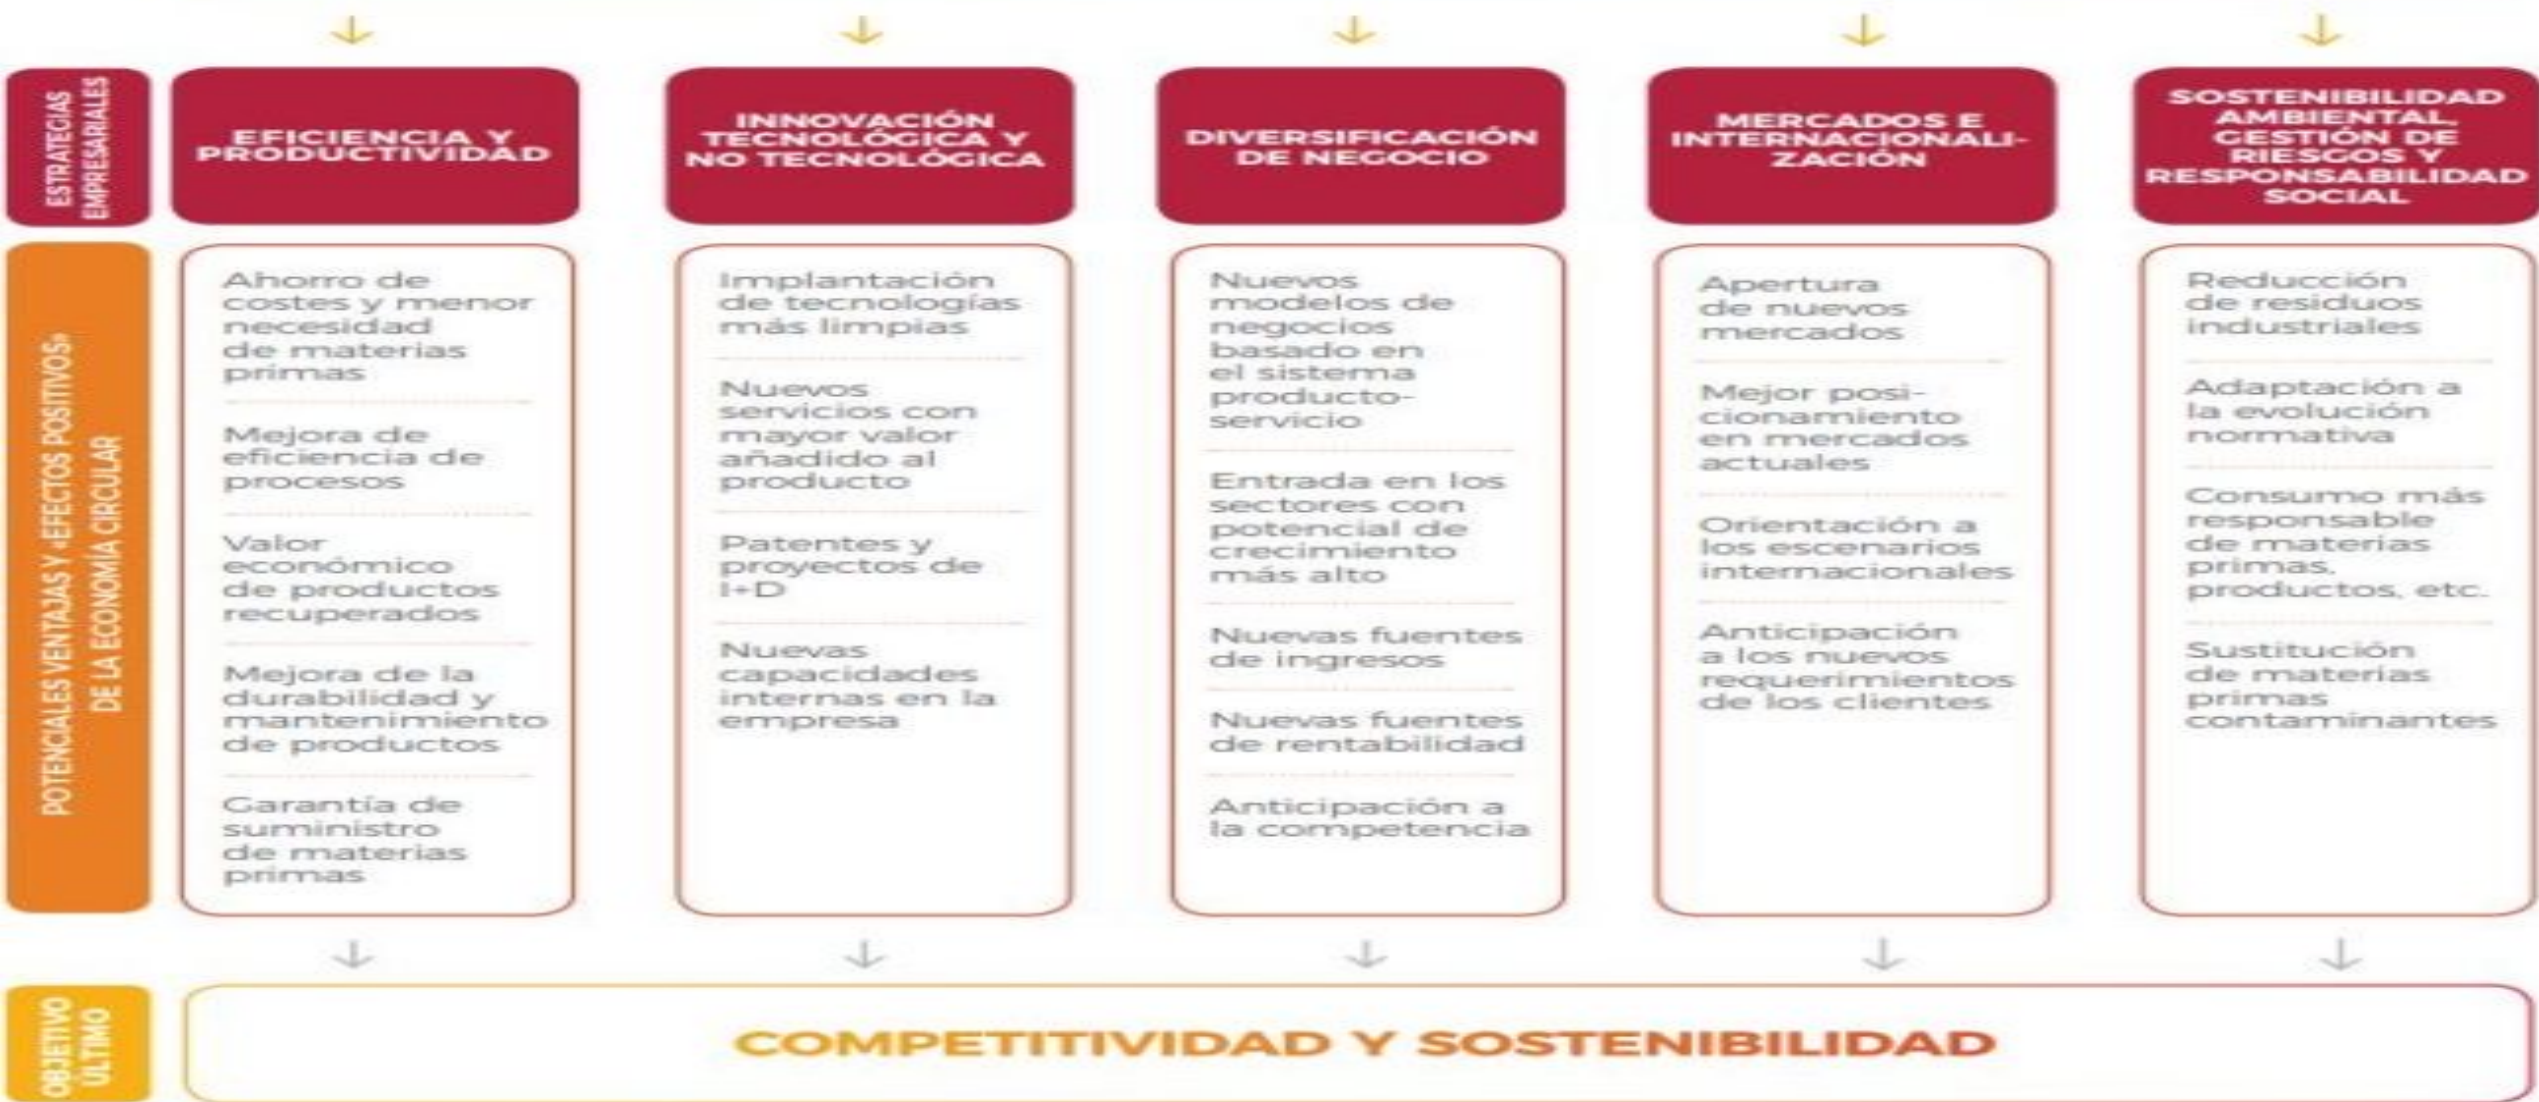 ESTRATEGIAS
EMPRESARIALES
EFICIENCIA Y
PRODUCTIVIDAD
INNOVACIÓN
TECNOLÓGICA Y
NO TECNOLÓGICA
DIVERSIFICACIÓN
DE NEGOCIO
MERCADOS E
INTERNACIONALI-
ZACIÓN
SOSTENIBILIDAD
AMBIENTAL,
GESTIÓN DE
RIESGOS Y
RESPONSABILIDAD
SOCIAL
POTENCIALES VENTAJAS Y «EFECTOS POSITIVOS»
DE LA ECONOMÍA CIRCULAR
Ahorro de
costes y menor
necesidad
de materias
primas
Mejora de
eficiencia de
procesos
Valor
económico
de productos
recuperados
Mejora de la
durabilidad y
mantenimiento
de productos
Garantía de
suministro
de materias
primas
Implantación
de tecnologías
más limpias
Nuevos
servicios con
mayor valor
añadido al
producto
Patentes y
proyectos de
I+D
Nuevas
capacidades
internas en la
empresa
Nuevos
modelos de
negocios
basado en
el sistema
producto-
servicio
Entrada en los
sectores con
potencial de
crecimiento
más alto
Nuevas fuentes
de ingresos
Nuevas fuentes
de rentabilidad
Anticipación a
la competencia
Apertura
de nuevos
mercados
Mejor posi-
cionamiento
en mercados
actuales
Orientación a
los escenarios
internacionales
Anticipación
a los nuevos
requerimientos
de los clientes
Reducción
de residuos
industriales
Adaptación a
la evolución
normativa
Consumo más
responsable
de materias
primas,
productos, etc.
Sustitución
de materias
primas
contaminantes
OBJETIVO
ÚLTIMO
COMPETITIVIDAD Y SOSTENIBILIDAD